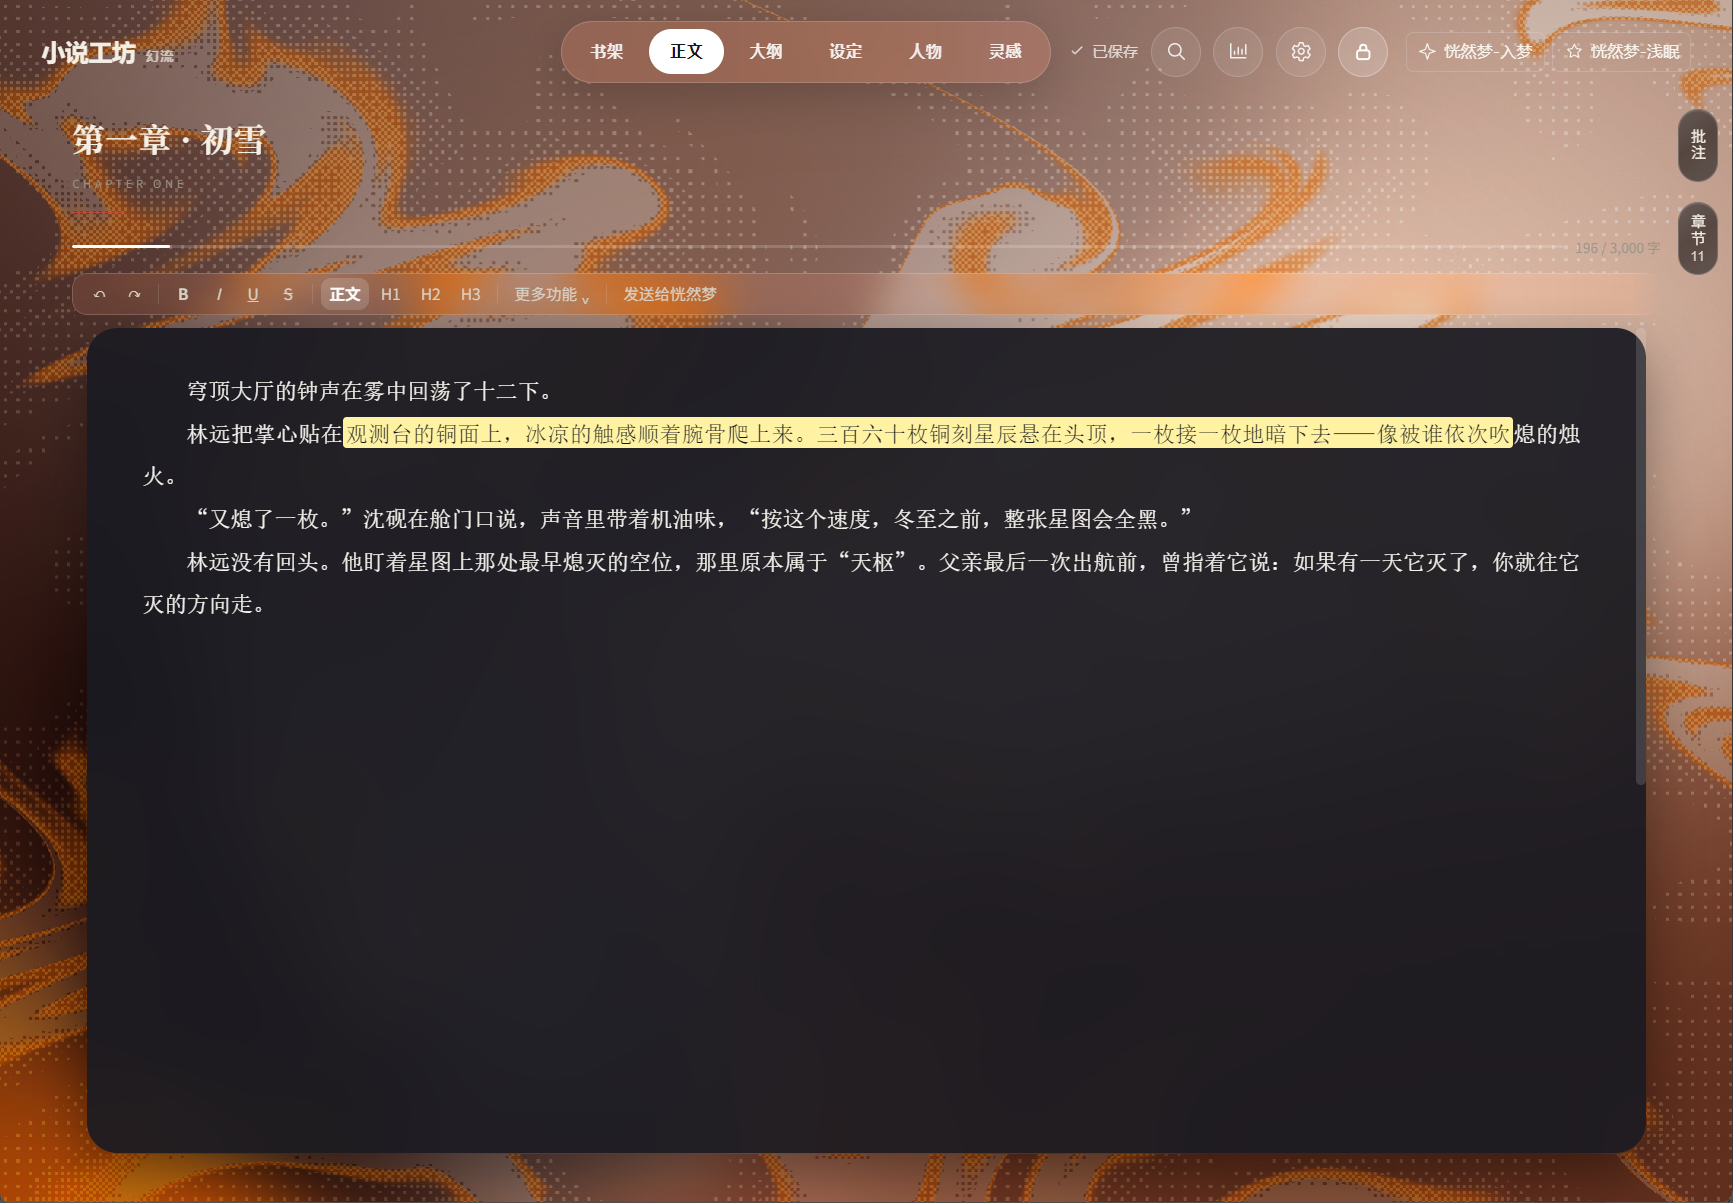 小说工坊 幻流
书架 正文 大纲 设定 人物 灵感
已保存
恍然梦-入梦 恍然梦-浅眠
第一章 · 初雪
CHAPTER ONE
196 / 3,000 字
批注
章节 11
B I U S 正文 H1 H2 H3 更多功能 发送给恍然梦
穹顶大厅的钟声在雾中回荡了十二下。
林远把掌心贴在观测台的铜面上，冰凉的触感顺着腕骨爬上来。三百六十枚铜刻星辰悬在头顶，一枚接一枚地暗下去——像被谁依次吹熄的烛
火。
“又熄了一枚。”沈砚在舱门口说，声音里带着机油味，“按这个速度，冬至之前，整张星图会全黑。”
林远没有回头。他盯着星图上那处最早熄灭的空位，那里原本属于“天枢”。父亲最后一次出航前，曾指着它说：如果有一天它灭了，你就往它
灭的方向走。